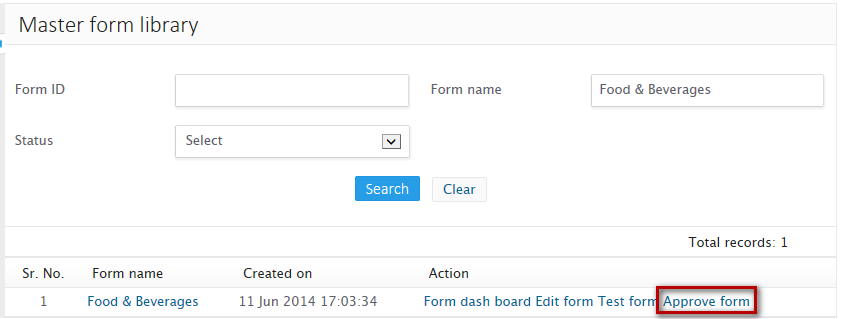 Master form library
Form ID
Form name Food & Beverages
Status Select
Search Clear
Total records: 1
Sr. No. Form name Created on Action
1 Food & Beverages 11 Jun 2014 17:03:34 Form dash board Edit form Test form Approve form